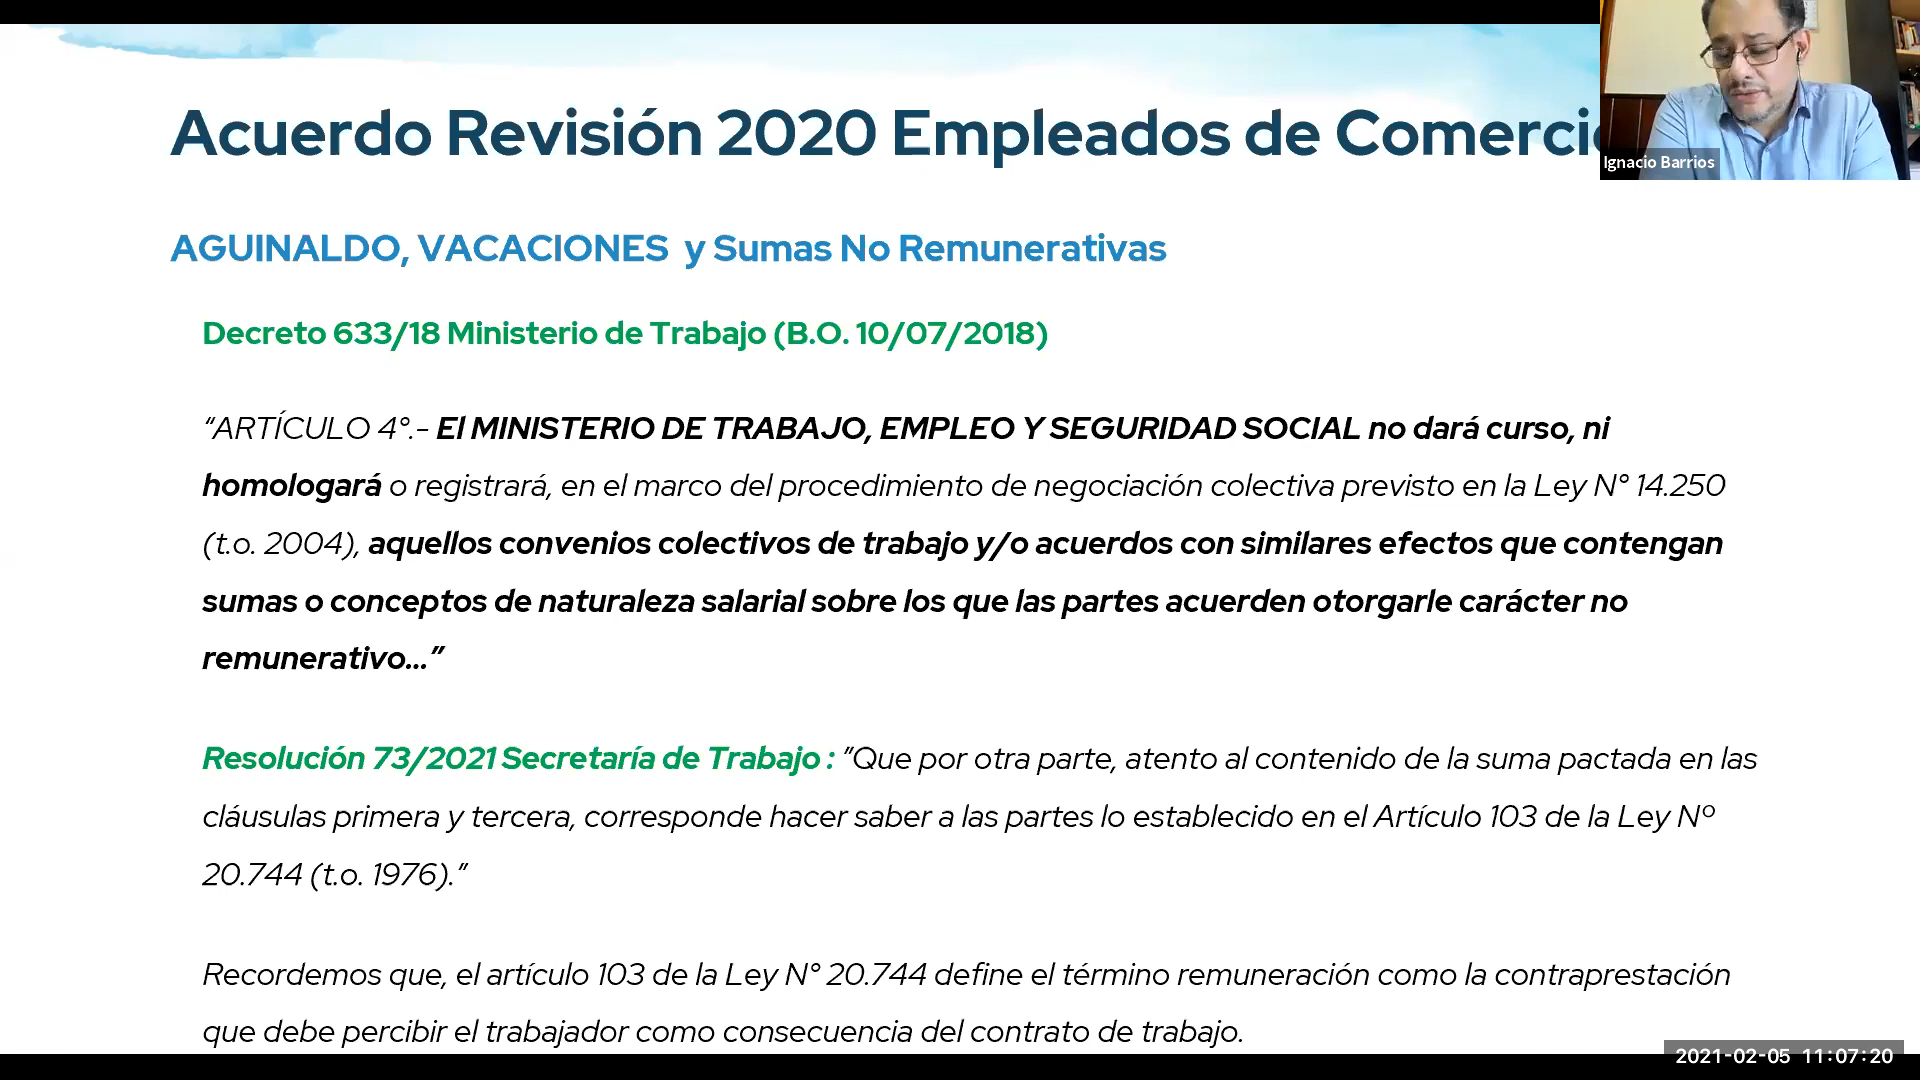 Acuerdo Revisión 2020 Empleados de Comerci
Ignacio Barrios
AGUINALDO, VACACIONES y Sumas No Remunerativas
Decreto 633/18 Ministerio de Trabajo (B.O. 10/07/2018)
“ARTÍCULO 4°.- El MINISTERIO DE TRABAJO, EMPLEO Y SEGURIDAD SOCIAL no dará curso, ni
homologará o registrará, en el marco del procedimiento de negociación colectiva previsto en la Ley N° 14.250
(t.o. 2004), aquellos convenios colectivos de trabajo y/o acuerdos con similares efectos que contengan
sumas o conceptos de naturaleza salarial sobre los que las partes acuerden otorgarle carácter no
remunerativo...”
Resolución 73/2021 Secretaría de Trabajo : ”Que por otra parte, atento al contenido de la suma pactada en las
cláusulas primera y tercera, corresponde hacer saber a las partes lo establecido en el Artículo 103 de la Ley Nº
20.744 (t.o. 1976).”
Recordemos que, el artículo 103 de la Ley N° 20.744 define el término remuneración como la contraprestación
que debe percibir el trabajador como consecuencia del contrato de trabajo.
2021-02-05 11:07:20